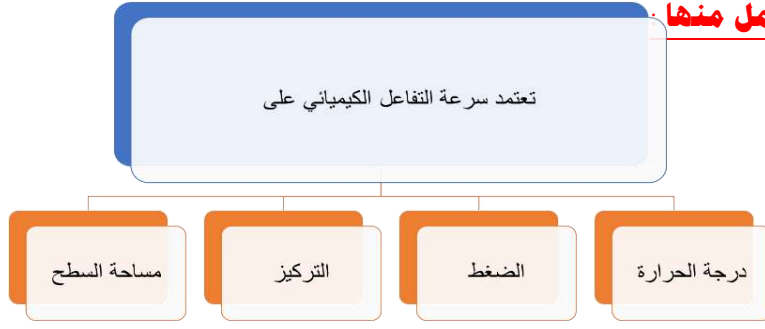 مل منها :
تعتمد سرعة التفاعل الكيميائي على
درجة الحرارة
الضغط
التركيز
مساحة السطح